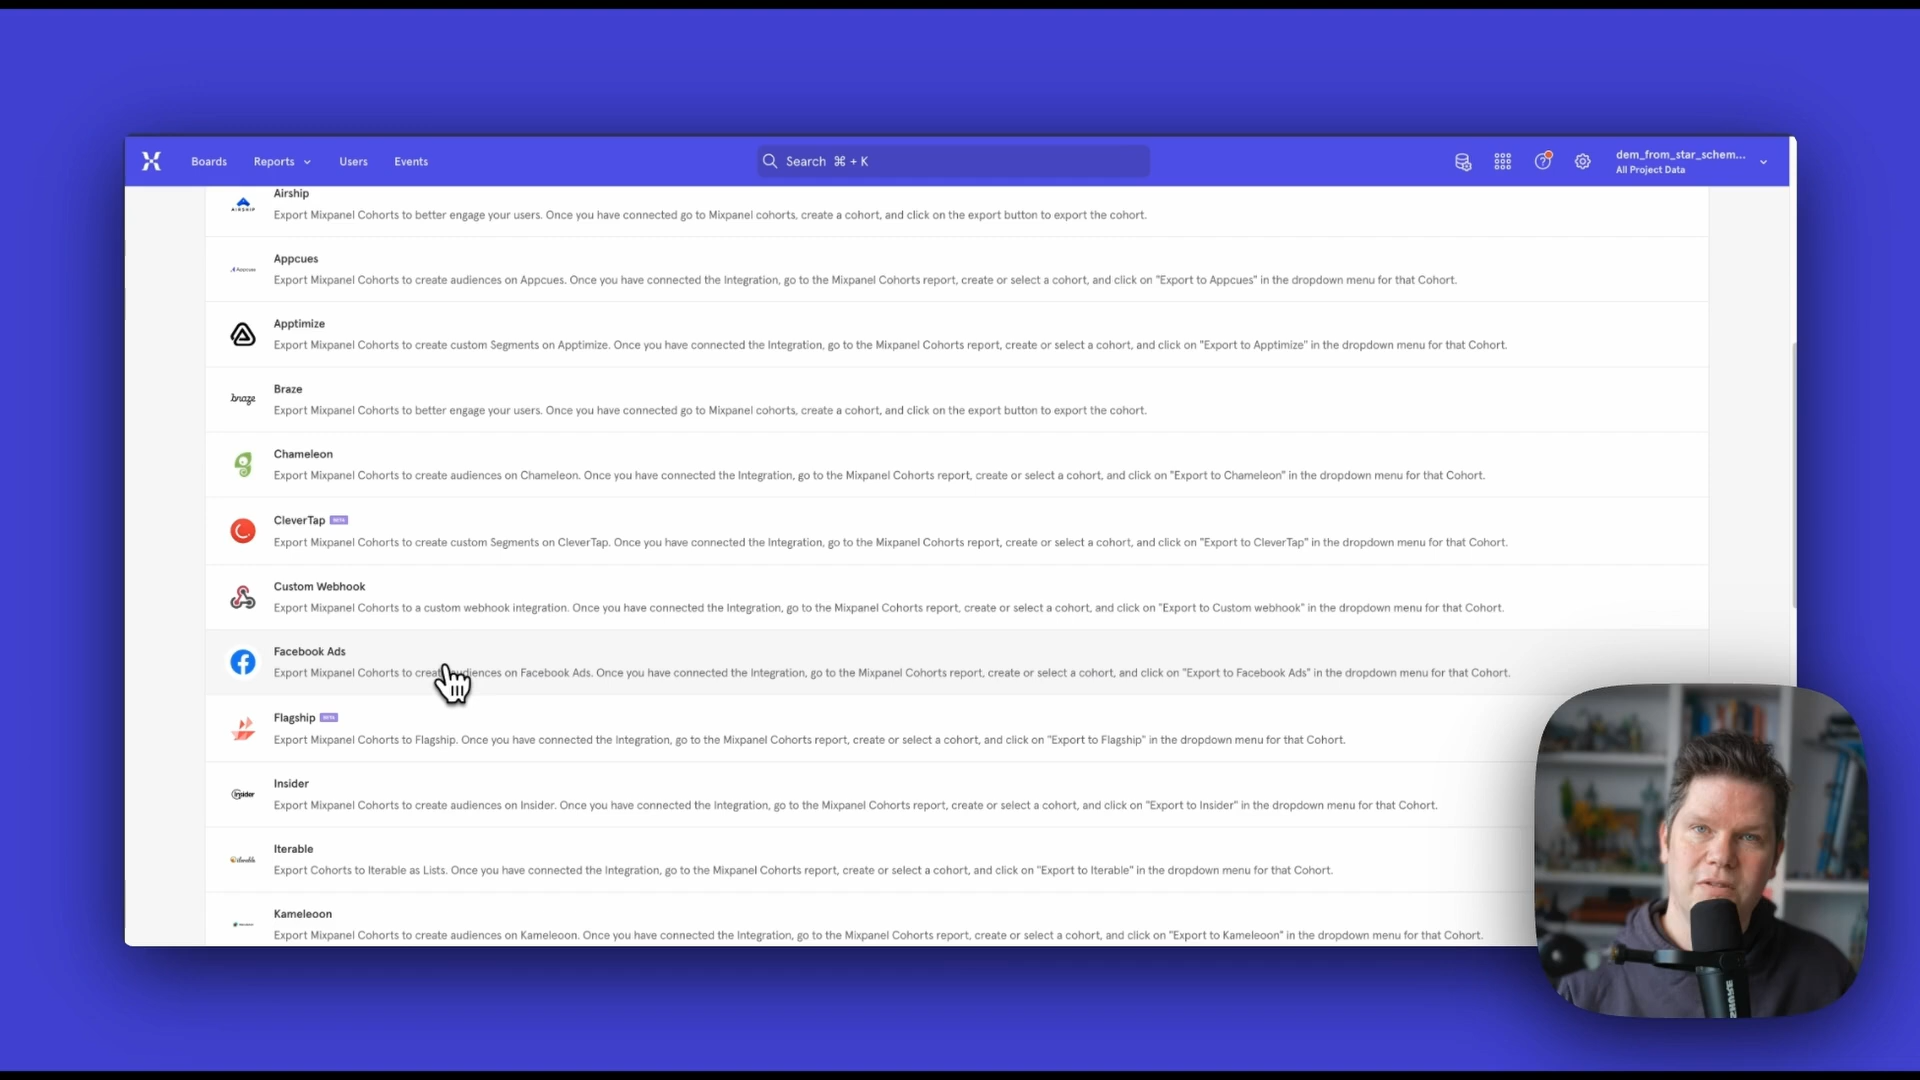 Boards Reports Users Events Search ⌘ + K dem_from_star_schem...
All Project Data
Airship
AIRSHIP
Export Mixpanel Cohorts to better engage your users. Once you have connected go to Mixpanel cohorts, create a cohort, and click on the export button to export the cohort.
Appcues
Appcues
Export Mixpanel Cohorts to create audiences on Appcues. Once you have connected the Integration, go to the Mixpanel Cohorts report, create or select a cohort, and click on "Export to Appcues" in the dropdown menu for that Cohort.
Apptimize
Export Mixpanel Cohorts to create custom Segments on Apptimize. Once you have connected the Integration, go to the Mixpanel Cohorts report, create or select a cohort, and click on "Export to Apptimize" in the dropdown menu for that Cohort.
Braze
braze
Export Mixpanel Cohorts to better engage your users. Once you have connected go to Mixpanel cohorts, create a cohort, and click on the export button to export the cohort.
Chameleon
Export Mixpanel Cohorts to create audiences on Chameleon. Once you have connected the Integration, go to the Mixpanel Cohorts report, create or select a cohort, and click on "Export to Chameleon" in the dropdown menu for that Cohort.
CleverTap BETA
Export Mixpanel Cohorts to create custom Segments on CleverTap. Once you have connected the Integration, go to the Mixpanel Cohorts report, create or select a cohort, and click on "Export to CleverTap" in the dropdown menu for that Cohort.
Custom Webhook
Export Mixpanel Cohorts to a custom webhook integration. Once you have connected the Integration, go to the Mixpanel Cohorts report, create or select a cohort, and click on "Export to Custom webhook" in the dropdown menu for that Cohort.
Facebook Ads
Export Mixpanel Cohorts to create audiences on Facebook Ads. Once you have connected the Integration, go to the Mixpanel Cohorts report, create or select a cohort, and click on "Export to Facebook Ads" in the dropdown menu for that Cohort.
Flagship BETA
Export Mixpanel Cohorts to Flagship. Once you have connected the Integration, go to the Mixpanel Cohorts report, create or select a cohort, and click on "Export to Flagship" in the dropdown menu for that Cohort.
Insider
insider
Export Mixpanel Cohorts to create audiences on Insider. Once you have connected the Integration, go to the Mixpanel Cohorts report, create or select a cohort, and click on "Export to Insider" in the dropdown menu for that Cohort.
Iterable
iterable
Export Cohorts to Iterable as Lists. Once you have connected the Integration, go to the Mixpanel Cohorts report, create or select a cohort, and click on "Export to Iterable" in the dropdown menu for that Cohort.
Kameleoon
Export Mixpanel Cohorts to create audiences on Kameleoon. Once you have connected the Integration, go to the Mixpanel Cohorts report, create or select a cohort, and click on "Export to Kameleoon" in the dropdown menu for that Cohort.
SHURE